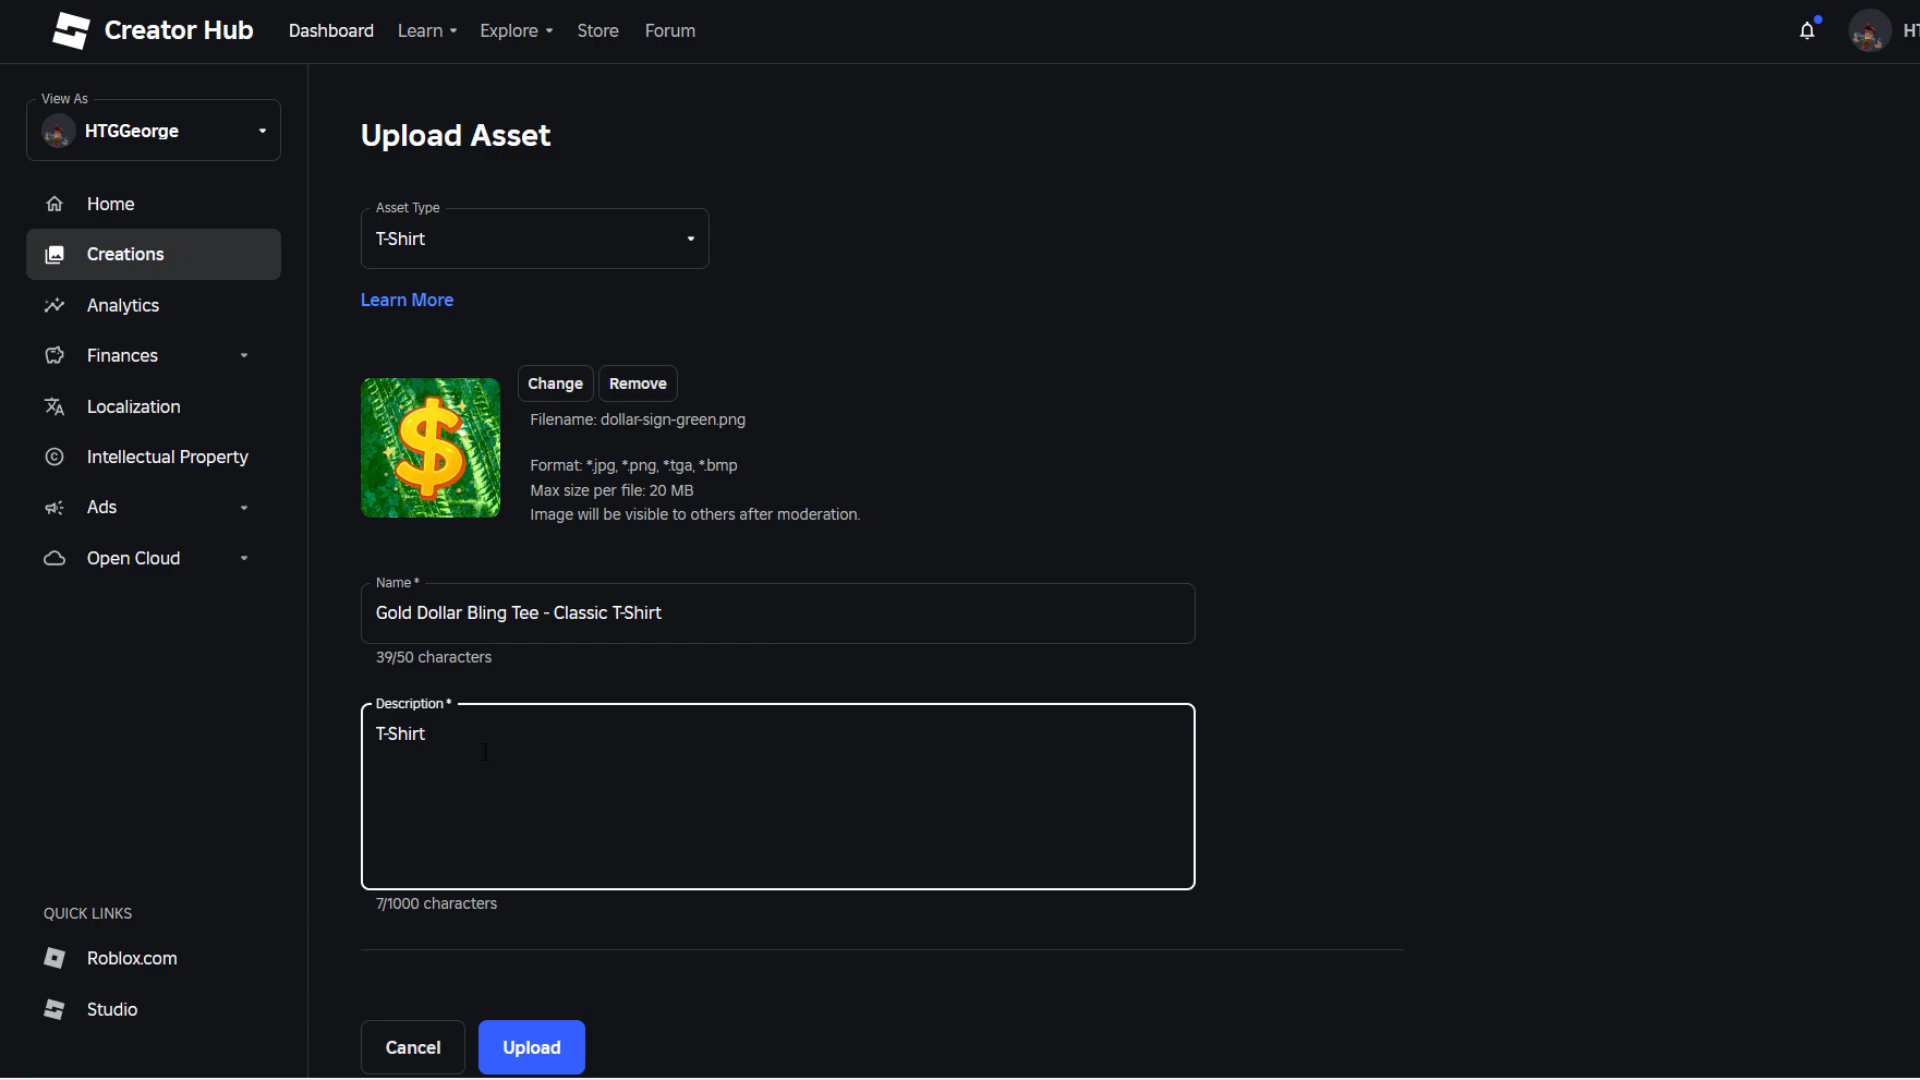 Creator Hub
Dashboard
Learn
Explore
Store
Forum
HT
View As
HTGGeorge
Home
Creations
Analytics
Finances
Localization
Intellectual Property
Ads
Open Cloud
QUICK LINKS
Roblox.com
Studio
Upload Asset
Asset Type
T-Shirt
Learn More
$
Change
Remove
Filename: dollar-sign-green.png
Format: *.jpg, *.png, *.tga, *.bmp
Max size per file: 20 MB
Image will be visible to others after moderation.
Name *
Gold Dollar Bling Tee - Classic T-Shirt
39/50 characters
Description *
T-Shirt
7/1000 characters
Cancel
Upload